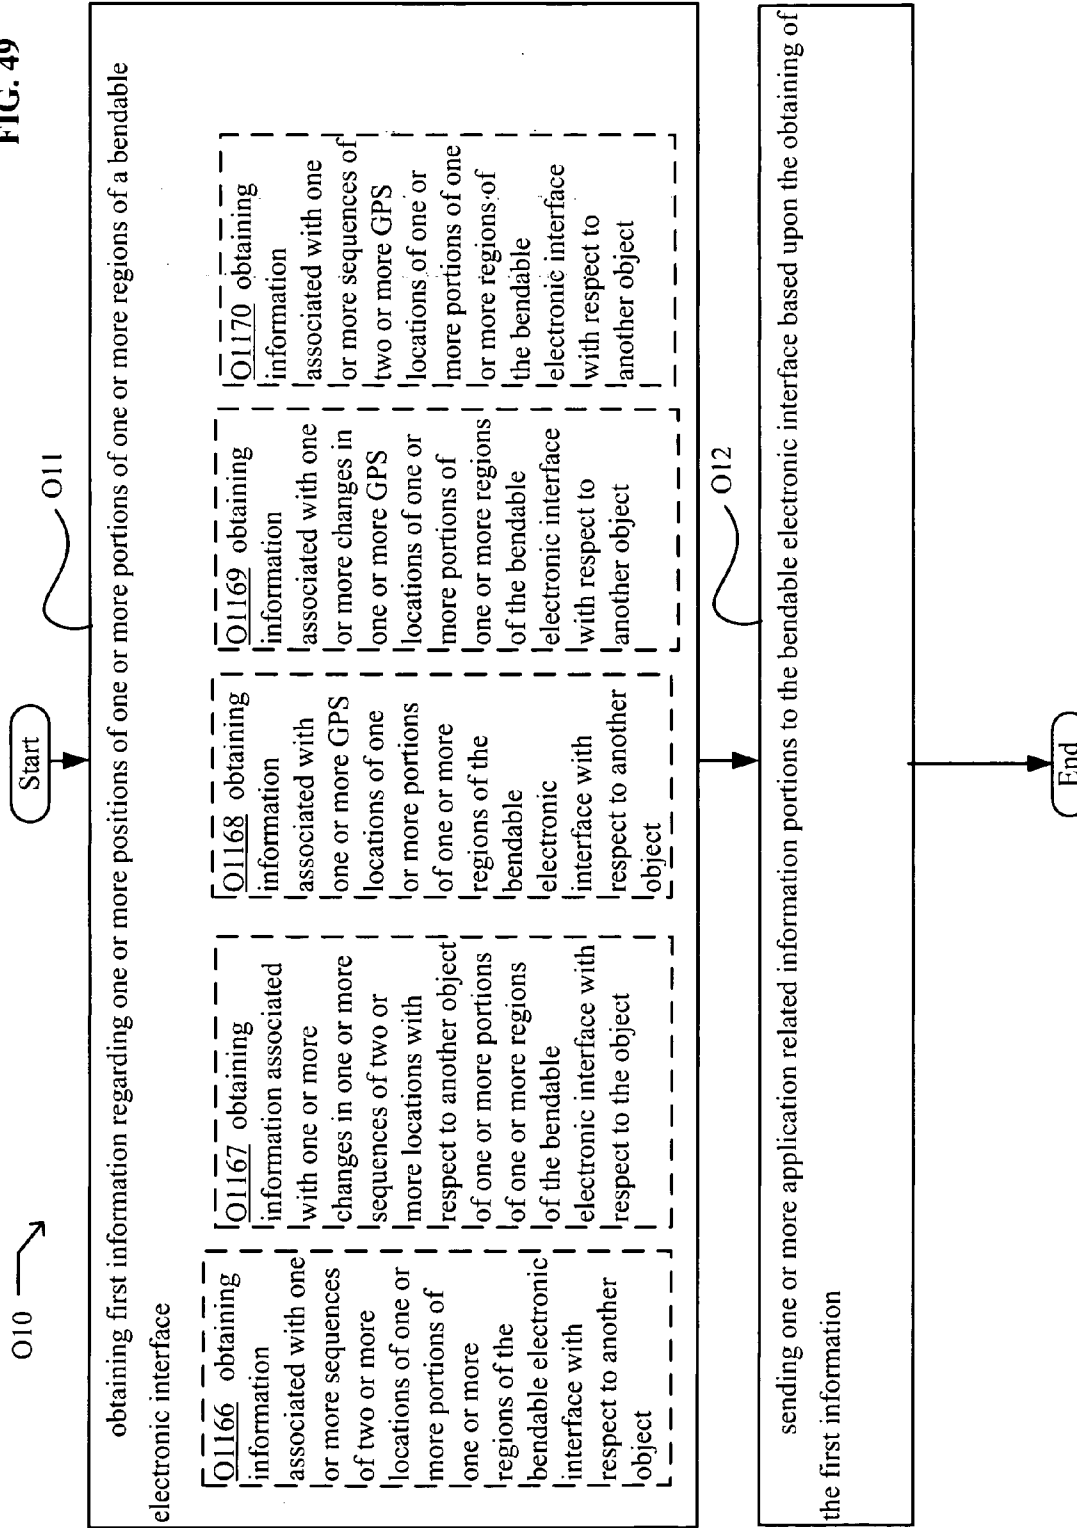 FIG. 49
O10
Start
O11
obtaining first information regarding one or more positions of one or more portions of one or more regions of a bendable
electronic interface
O1166 obtaining
information
associated with one
or more sequences
of two or more
locations of one or
more portions of
one or more
regions of the
bendable electronic
interface with
respect to another
object
O1167 obtaining
information associated
with one or more
changes in one or more
sequences of two or
more locations with
respect to another object
of one or more portions
of one or more regions
of the bendable
electronic interface with
respect to the object
O1168 obtaining
information
associated with
one or more GPS
locations of one
or more portions
of one or more
regions of the
bendable
electronic
interface with
respect to another
object
O1169 obtaining
information
associated with one
or more changes in
one or more GPS
locations of one or
more portions of
one or more regions
of the bendable
electronic interface
with respect to
another object
O1170 obtaining
information
associated with one
or more sequences of
two or more GPS
locations of one or
more portions of one
or more regions of
the bendable
electronic interface
with respect to
another object
O12
sending one or more application related information portions to the bendable electronic interface based upon the obtaining of
the first information
End